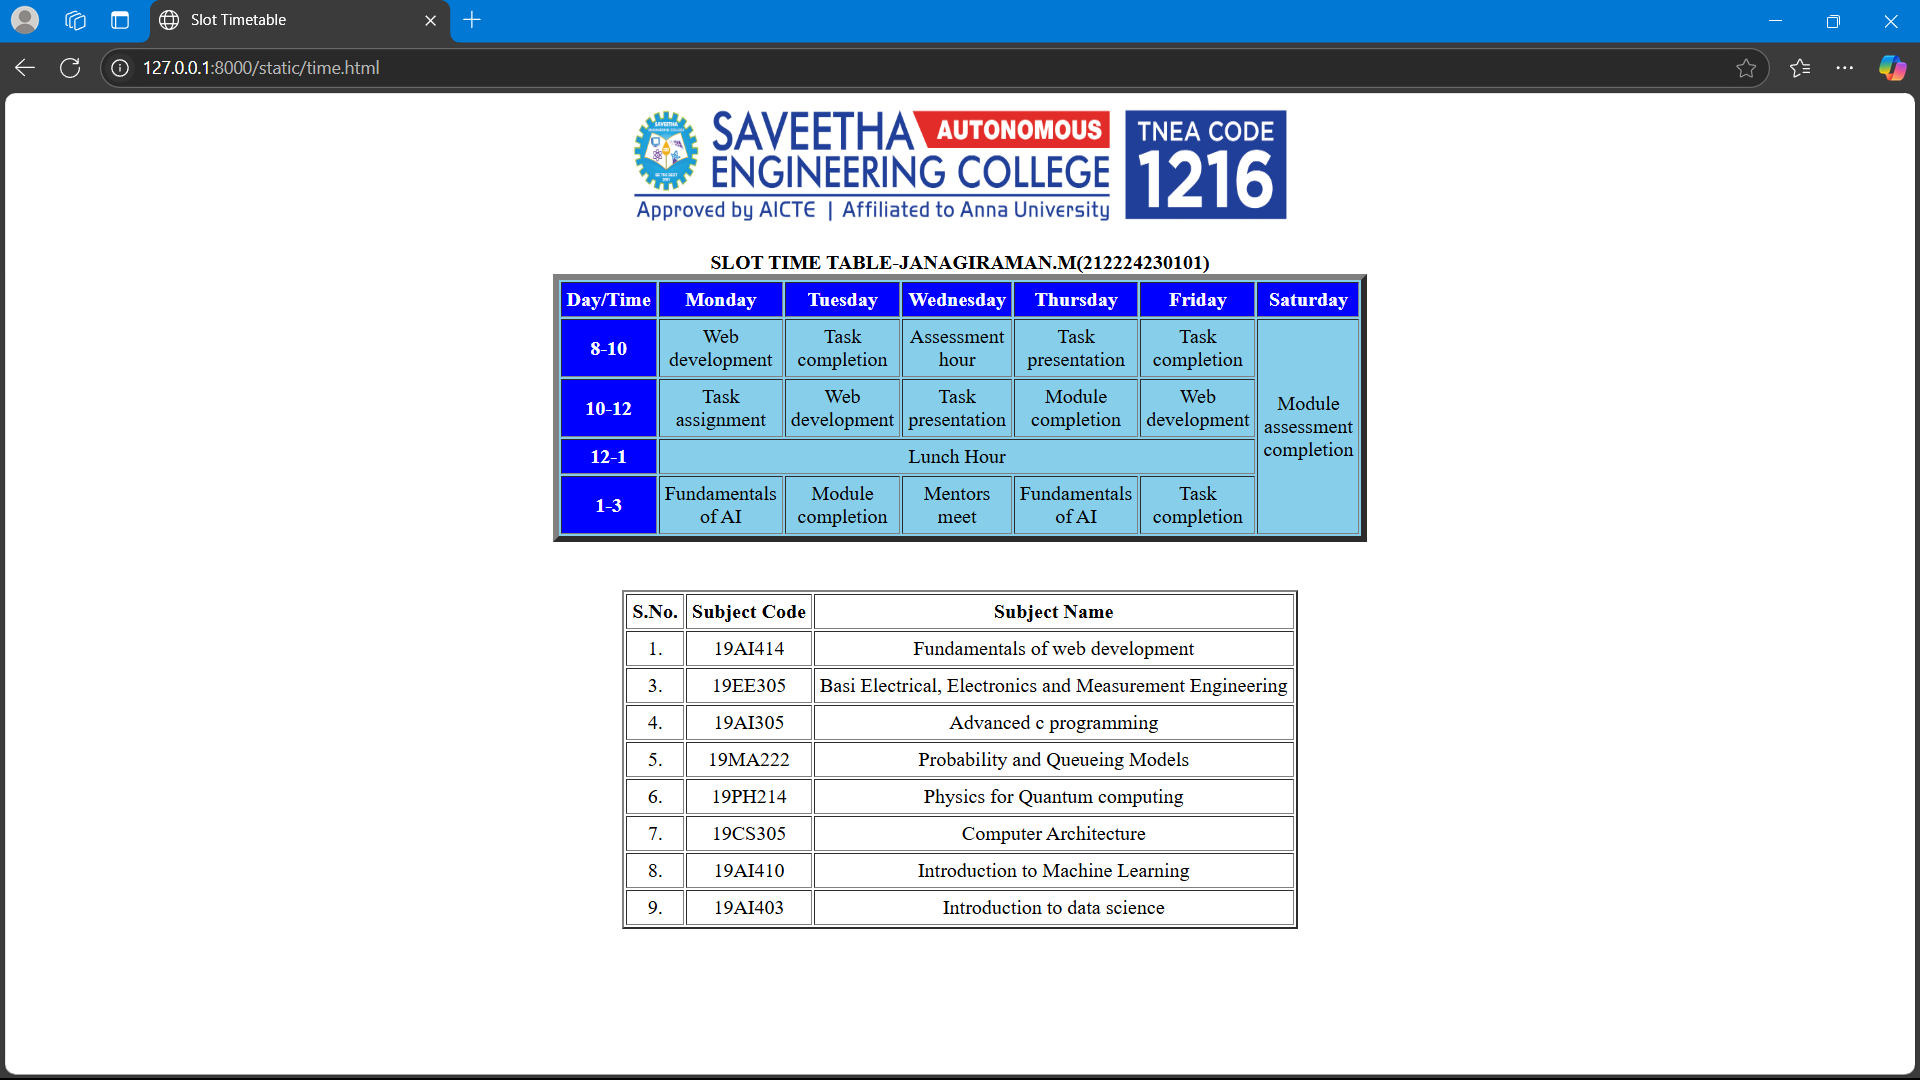 Slot Timetable
127.0.0.1:8000/static/time.html
SAVEETHA AUTONOMOUS
ENGINEERING COLLEGE
Approved by AICTE | Affiliated to Anna University
TNEA CODE
1216
SLOT TIME TABLE-JANAGIRAMAN.M(212224230101)
Day/Time Monday Tuesday Wednesday Thursday Friday Saturday
8-10 Web development Task completion Assessment hour Task presentation Task completion Module assessment completion
10-12 Task assignment Web development Task presentation Module completion Web development
12-1 Lunch Hour
1-3 Fundamentals of AI Module completion Mentors meet Fundamentals of AI Task completion
S.No. Subject Code Subject Name
1. 19AI414 Fundamentals of web development
3. 19EE305 Basi Electrical, Electronics and Measurement Engineering
4. 19AI305 Advanced c programming
5. 19MA222 Probability and Queueing Models
6. 19PH214 Physics for Quantum computing
7. 19CS305 Computer Architecture
8. 19AI410 Introduction to Machine Learning
9. 19AI403 Introduction to data science